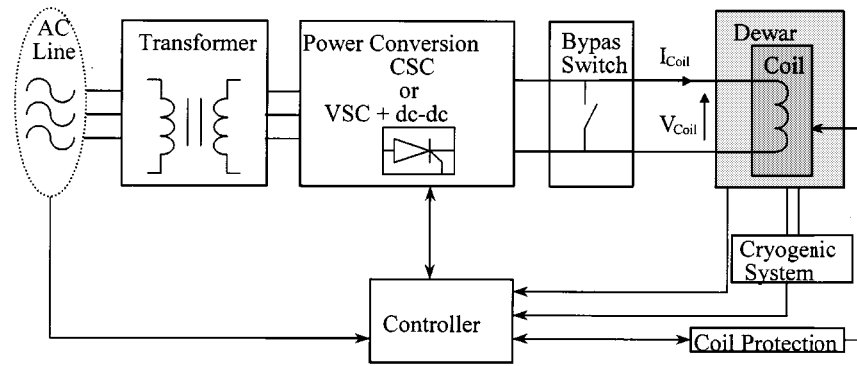 AC
Line
Transformer
Power Conversion
CSC
or
VSC + dc-dc
Bypas
Switch
I_Coil
V_Coil
Dewar
Coil
Cryogenic
System
Controller
Coil Protection